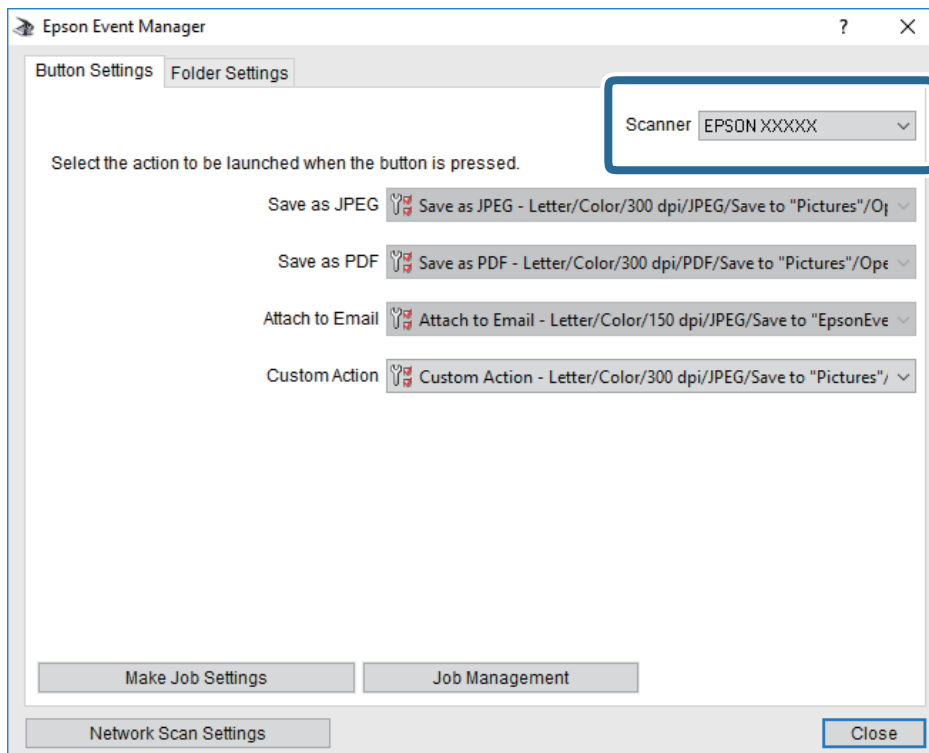 Epson Event Manager
?
Button Settings
Folder Settings
Scanner EPSON XXXXX
Select the action to be launched when the button is pressed.
Save as JPEG Save as JPEG - Letter/Color/300 dpi/JPEG/Save to "Pictures"/Op
Save as PDF Save as PDF - Letter/Color/300 dpi/PDF/Save to "Pictures"/Ope
Attach to Email Attach to Email - Letter/Color/150 dpi/JPEG/Save to "EpsonEve
Custom Action Custom Action - Letter/Color/300 dpi/JPEG/Save to "Pictures"/
Make Job Settings
Job Management
Network Scan Settings
Close